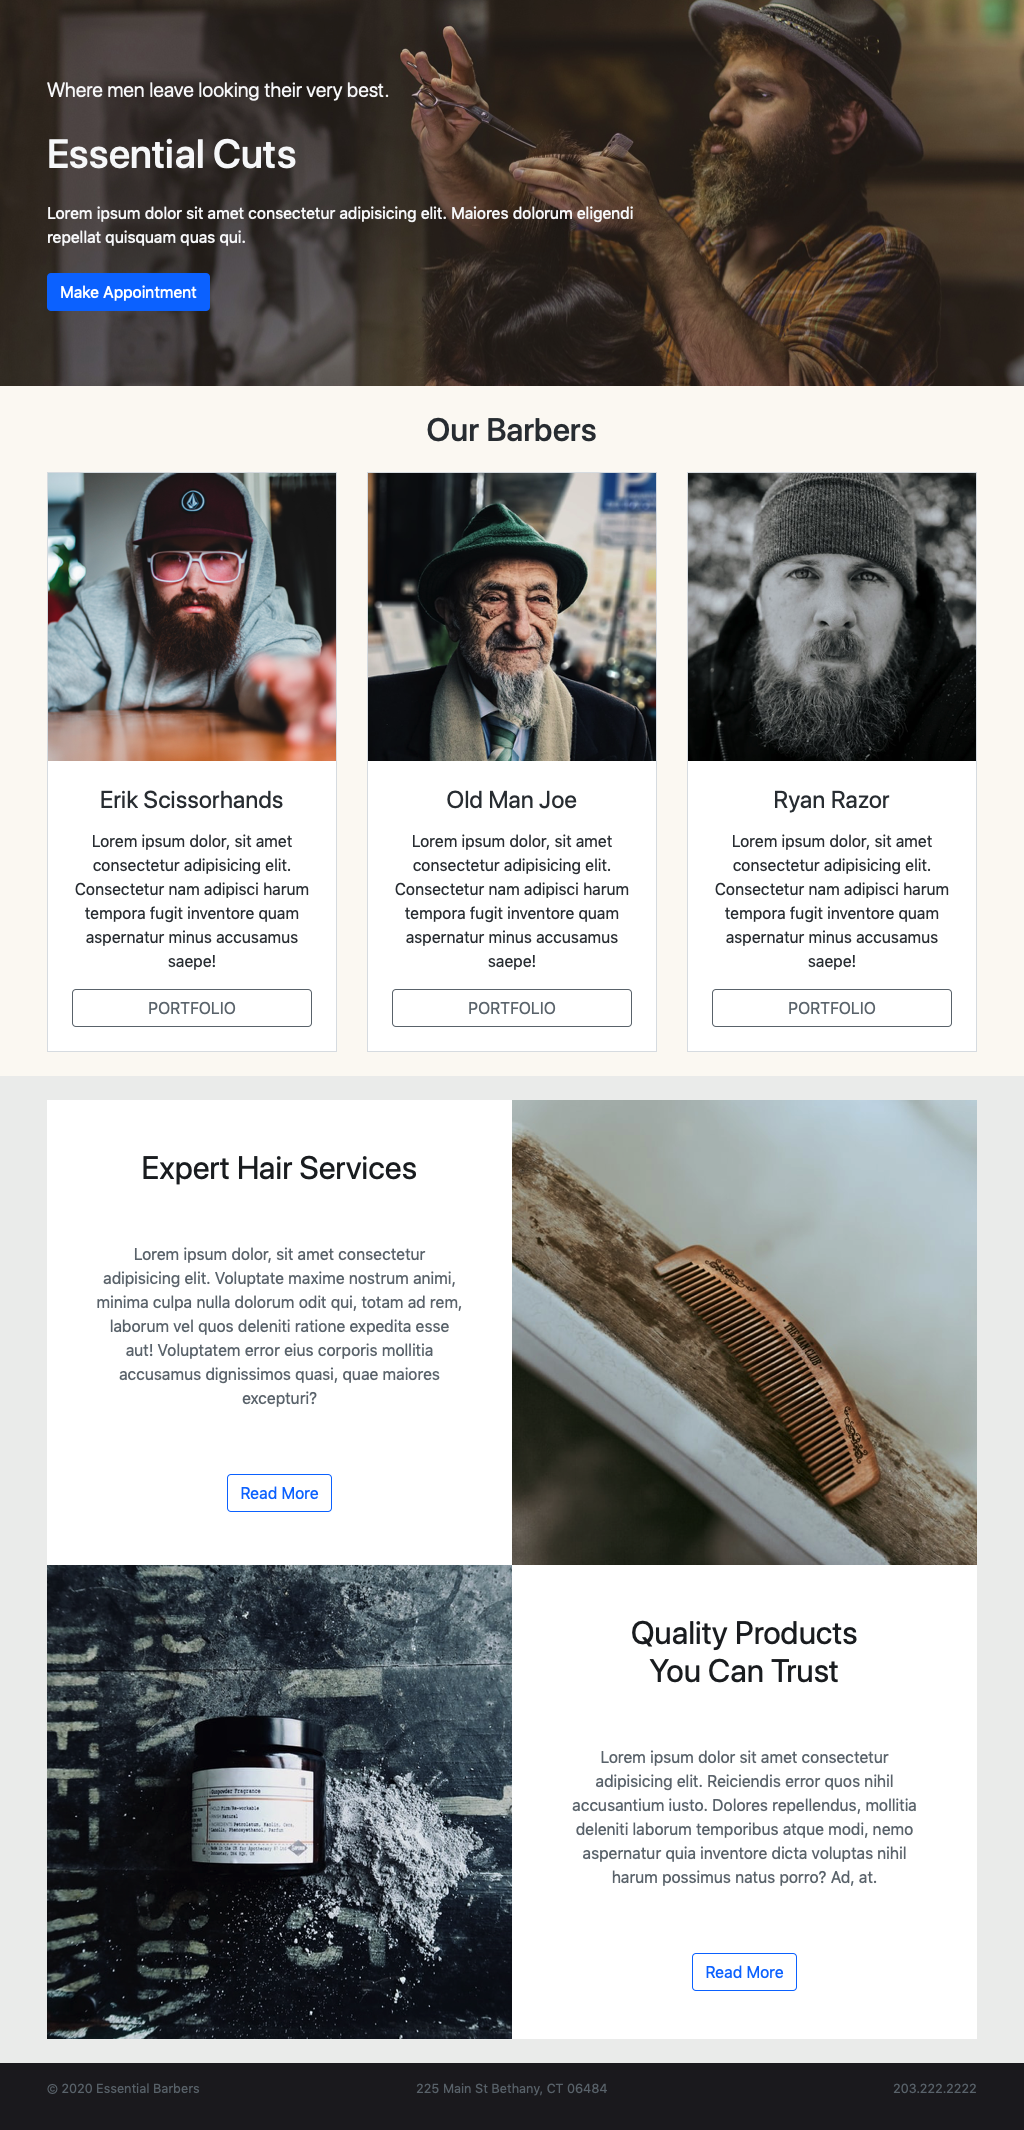 Where men leave looking their very best.
Essential Cuts
Lorem ipsum dolor sit amet consectetur adipisicing elit. Maiores dolorum eligendi
repellat quisquam quas qui.
Make Appointment
Our Barbers
Erik Scissorhands
Lorem ipsum dolor, sit amet
consectetur adipisicing elit.
Consectetur nam adipisci harum
tempora fugit inventore quam
aspernatur minus accusamus
saepe!
PORTFOLIO
Old Man Joe
Lorem ipsum dolor, sit amet
consectetur adipisicing elit.
Consectetur nam adipisci harum
tempora fugit inventore quam
aspernatur minus accusamus
saepe!
PORTFOLIO
Ryan Razor
Lorem ipsum dolor, sit amet
consectetur adipisicing elit.
Consectetur nam adipisci harum
tempora fugit inventore quam
aspernatur minus accusamus
saepe!
PORTFOLIO
Expert Hair Services
Lorem ipsum dolor, sit amet consectetur
adipisicing elit. Voluptate maxime nostrum animi,
minima culpa nulla dolorum odit qui, totam ad rem,
laborum vel quos deleniti ratione expedita esse
aut! Voluptatem error eius corporis mollitia
accusamus dignissimos quasi, quae maiores
excepturi?
Read More
THE MAN CLUB
Gunpowder Fragrance
Firm/Re-workable
Natural
Quality Products
You Can Trust
Lorem ipsum dolor sit amet consectetur
adipisicing elit. Reiciendis error quos nihil
accusantium iusto. Dolores repellendus, mollitia
deleniti laborum temporibus atque modi, nemo
aspernatur quia inventore dicta voluptas nihil
harum possimus natus porro? Ad, at.
Read More
© 2020 Essential Barbers
225 Main St Bethany, CT 06484
203.222.2222